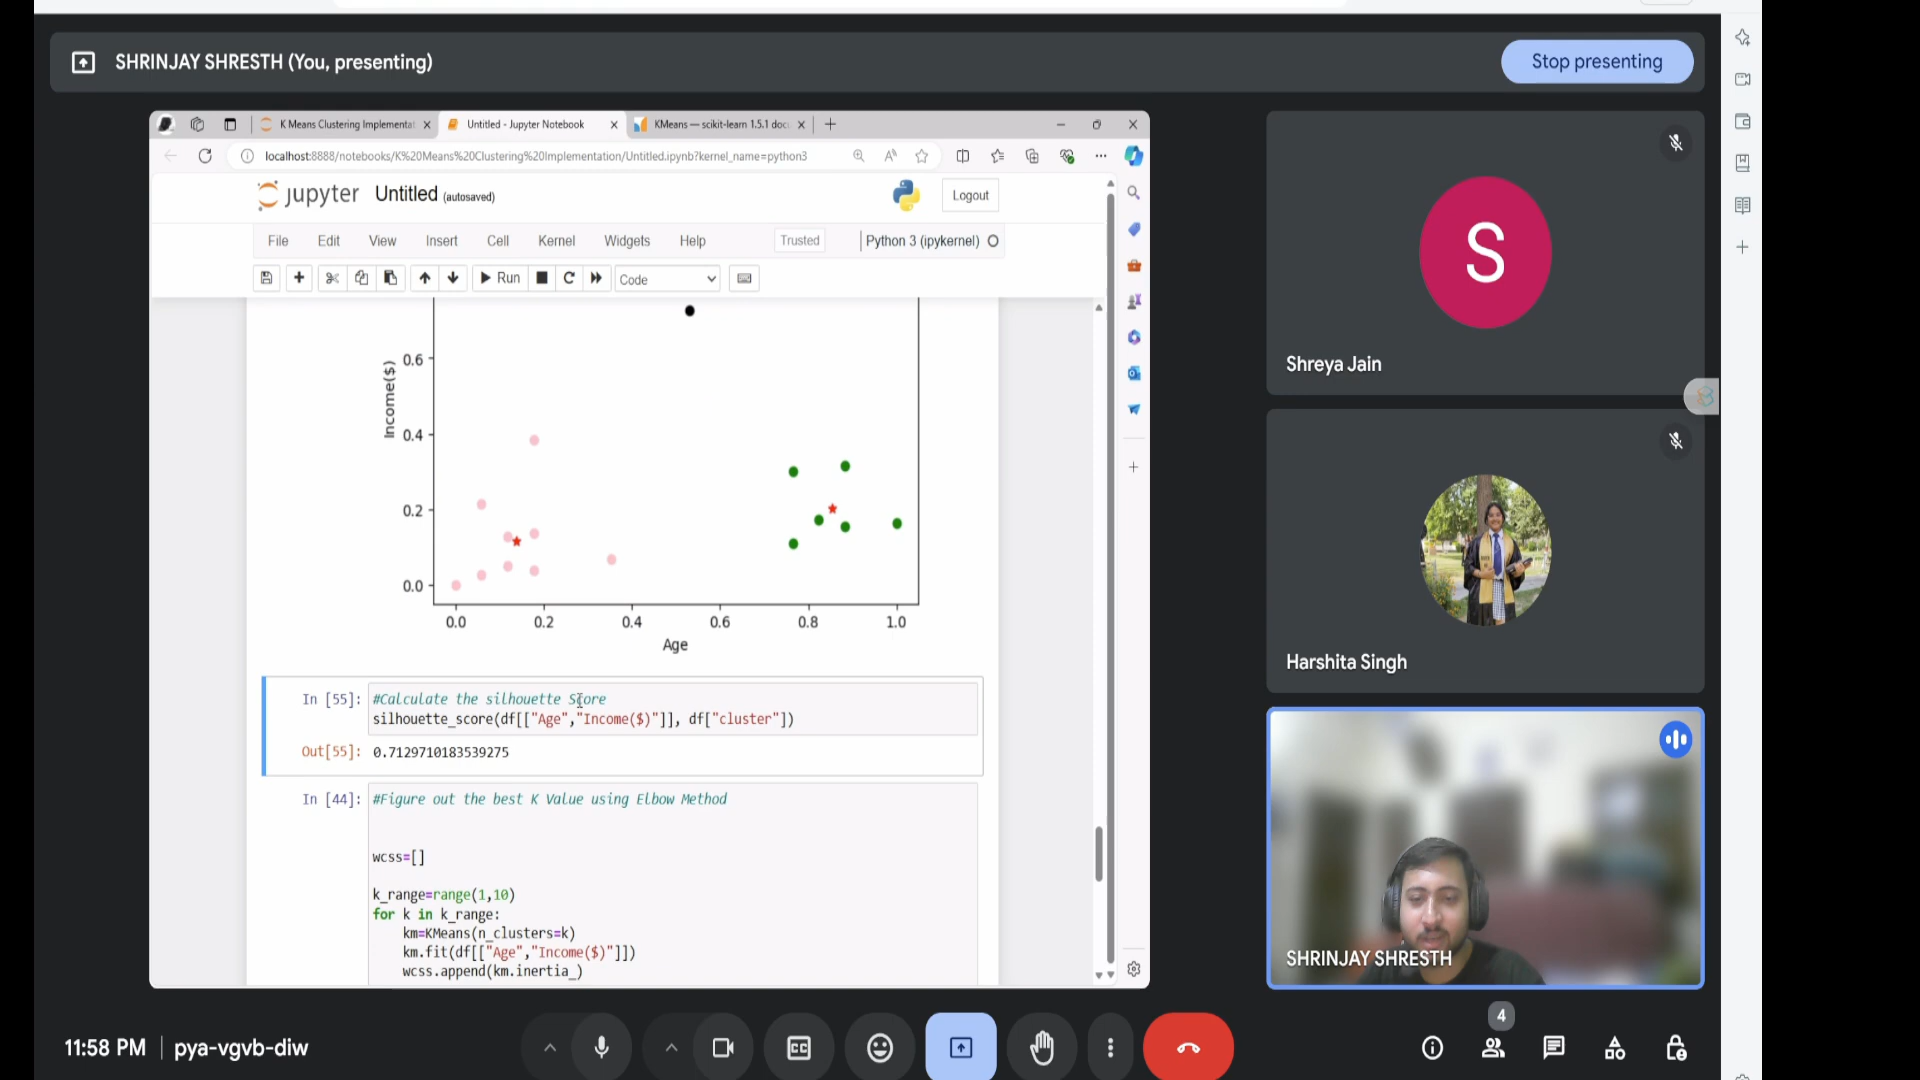 SHRINJAY SHRESTH (You, presenting)
Stop presenting
K Means Clustering Implementat
Untitled - Jupyter Notebook
KMeans — scikit-learn 1.5.1 doc
localhost:8888/notebooks/K%20Means%20Clustering%20Implementation/Untitled.ipynb?kernel_name=python3
jupyter Untitled (autosaved)
Logout
File Edit View Insert Cell Kernel Widgets Help
Trusted
Python 3 (ipykernel)
Run
Code
Income($)
0.6
0.4
0.2
0.0
0.0 0.2 0.4 0.6 0.8 1.0
Age
In [55]: #Calculate the silhouette Score
silhouette_score(df[["Age","Income($)"]], df["cluster"])
Out[55]: 0.7129710183539275
In [44]: #Figure out the best K Value using Elbow Method
wcss=[]
k_range=range(1,10)
for k in k_range:
km=KMeans(n_clusters=k)
km.fit(df[["Age","Income($)"]])
wcss.append(km.inertia_)
S
Shreya Jain
Harshita Singh
SHRINJAY SHRESTH
11:58 PM
pya-vgvb-diw
CC
4